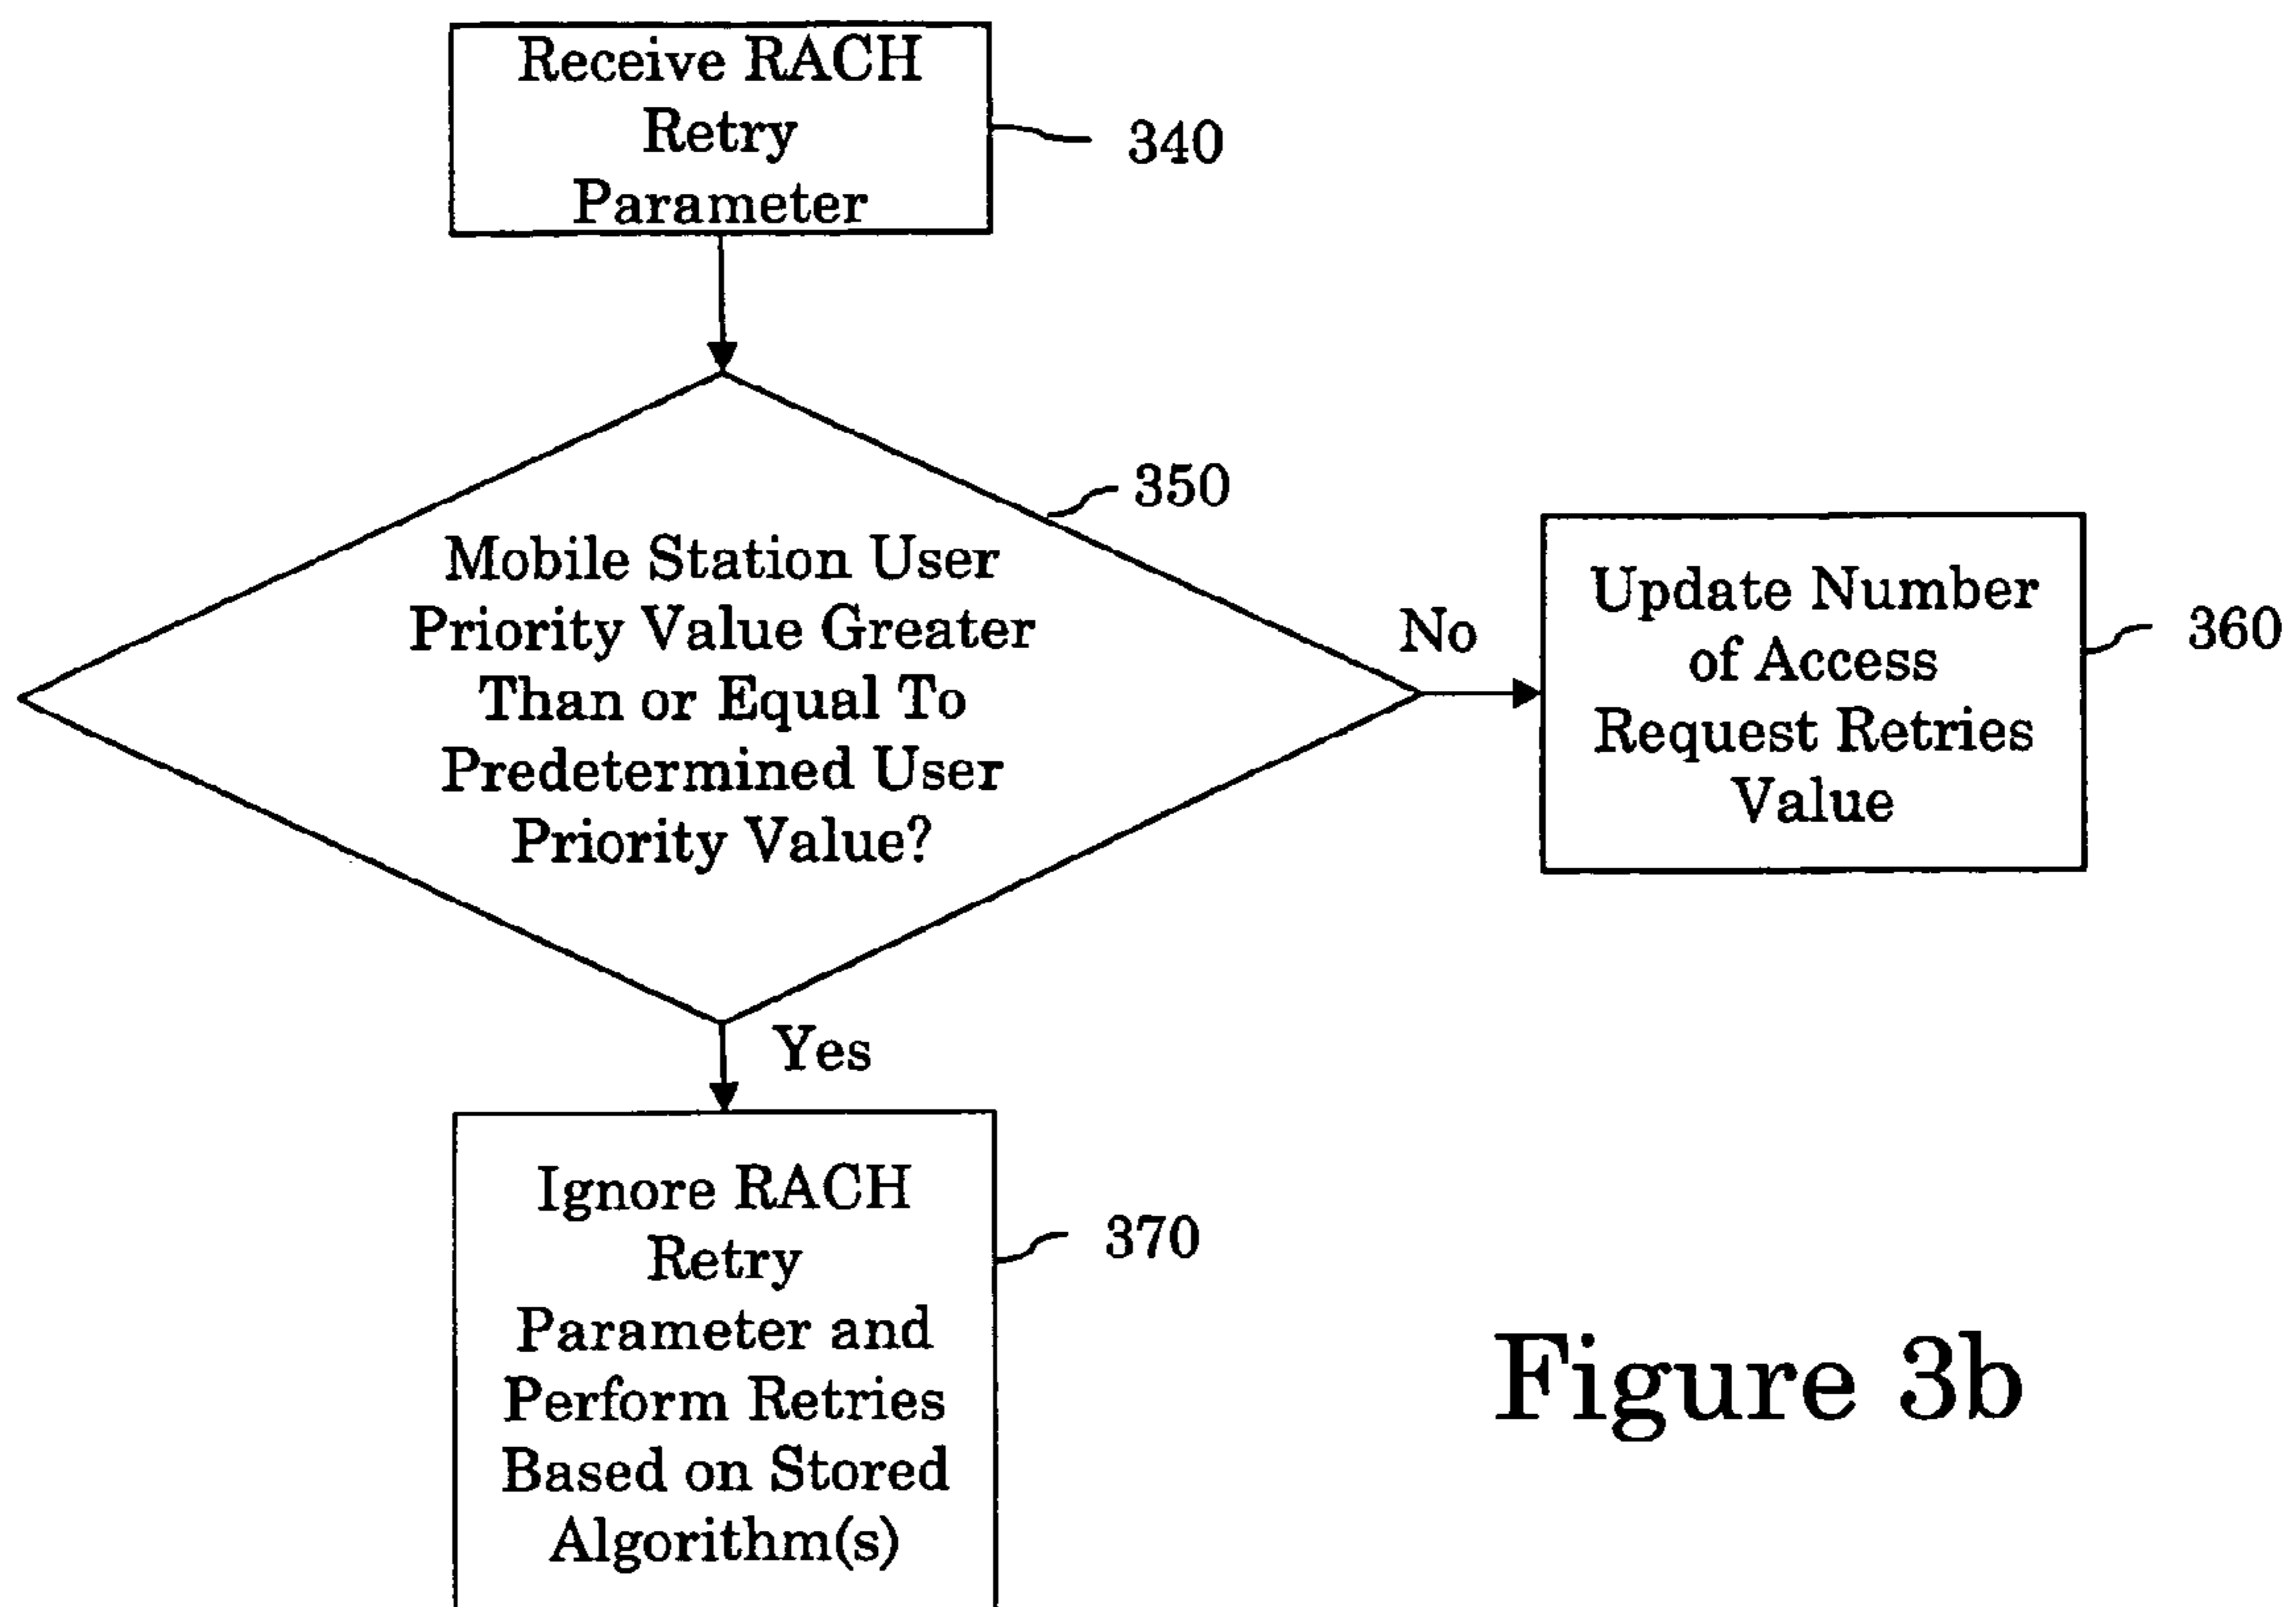 Receive RACH
Retry
Parameter
340
350
Mobile Station User
Priority Value Greater
Than or Equal To
Predetermined User
Priority Value?
No
Update Number
of Access
Request Retries
Value
360
Yes
Ignore RACH
Retry
Parameter and
Perform Retries
Based on Stored
Algorithm(s)
370
Figure 3b